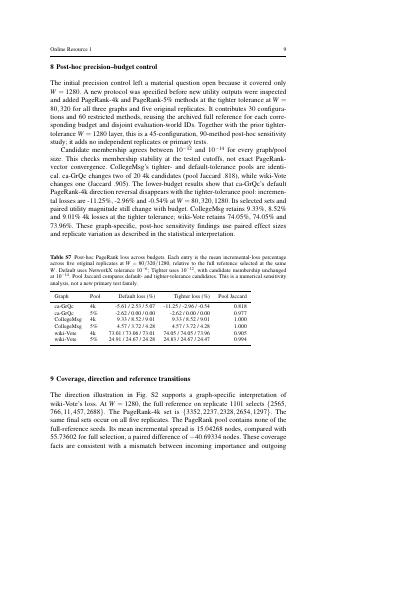 Online Resource 1 9
8 Post-hoc precision–budget control
The initial precision control left a material question open because it covered only
W = 1280. A new protocol was specified before new utility outputs were inspected
and added PageRank-4k and PageRank-5% methods at the tighter tolerance at W =
80, 320 for all three graphs and five original replicates. It contributes 30 configura-
tions and 60 restricted methods, reusing the archived full reference for each corre-
sponding budget and disjoint evaluation-world IDs. Together with the prior tighter-
tolerance W = 1280 layer, this is a 45-configuration, 90-method post-hoc sensitivity
study; it adds no independent replicates or primary tests.
Candidate membership agrees between 10⁻¹² and 10⁻¹⁴ for every graph/pool
size. This checks membership stability at the tested cutoffs, not exact PageRank-
vector convergence. CollegeMsg's tighter- and default-tolerance pools are identi-
cal. ca-GrQc changes two of 20 4k candidates (pool Jaccard .818), while wiki-Vote
changes one (Jaccard .905). The lower-budget results show that ca-GrQc's default
PageRank-4k direction reversal disappears with the tighter-tolerance pool: incremen-
tal losses are -11.25%, -2.96% and -0.54% at W = 80, 320, 1280. Its selected sets and
paired utility magnitude still change with budget. CollegeMsg retains 9.33%, 8.52%
and 9.01% 4k losses at the tighter tolerance; wiki-Vote retains 74.05%, 74.05% and
73.96%. These graph-specific, post-hoc sensitivity findings use paired effect sizes
and replicate variation as described in the statistical interpretation.
Table S7 Post-hoc PageRank loss across budgets. Each entry is the mean incremental-loss percentage
across five original replicates at W = 80/320/1280, relative to the full reference selected at the same
W. Default uses NetworkX tolerance 10⁻⁶; Tighter uses 10⁻¹², with candidate membership unchanged
at 10⁻¹⁴. Pool Jaccard compares default- and tighter-tolerance candidates. This is a numerical sensitivity
analysis, not a new primary test family.
Graph Pool Default loss (%) Tighter loss (%) Pool Jaccard
ca-GrQc 4k -5.61 / 2.53 / 5.07 -11.25 / -2.96 / -0.54 0.818
ca-GrQc 5% -2.62 / 0.00 / 0.00 -2.62 / 0.00 / 0.00 0.977
CollegeMsg 4k 9.33 / 8.52 / 9.01 9.33 / 8.52 / 9.01 1.000
CollegeMsg 5% 4.57 / 3.72 / 4.28 4.57 / 3.72 / 4.28 1.000
wiki-Vote 4k 73.01 / 73.06 / 73.01 74.05 / 74.05 / 73.96 0.905
wiki-Vote 5% 24.91 / 24.67 / 24.28 24.83 / 24.67 / 24.47 0.994
9 Coverage, direction and reference transitions
The direction illustration in Fig. S2 supports a graph-specific interpretation of
wiki-Vote's loss. At W = 1280, the full reference on replicate 1101 selects {2565,
766, 11, 457, 2688}. The PageRank-4k set is {3352, 2237, 2328, 2654, 1297}. The
same final sets occur on all five replicates. The PageRank pool contains none of the
full-reference seeds. Its mean incremental spread is 15.04268 nodes, compared with
55.73602 for full selection, a paired difference of −40.69334 nodes. These coverage
facts are consistent with a mismatch between incoming importance and outgoing